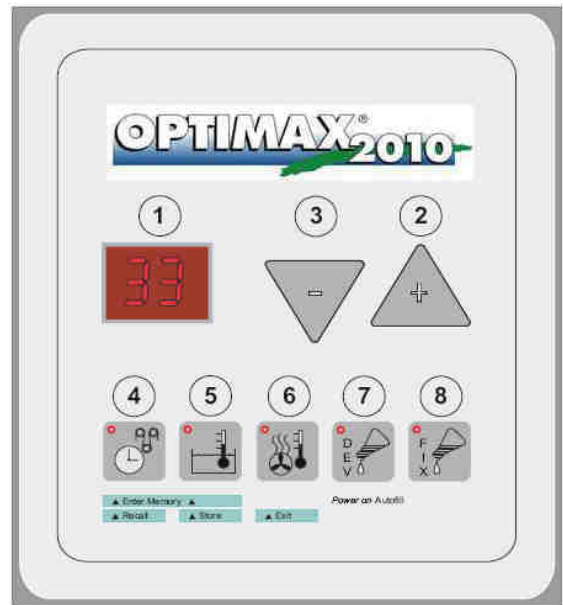 OPTIMAX® 2010
1 3 2
33 - +
4 5 6 7 8
DEV FIX
▲ Enter Memory ▲ Power on Autofill
▲ Recall ▲ Store ▲ Exit